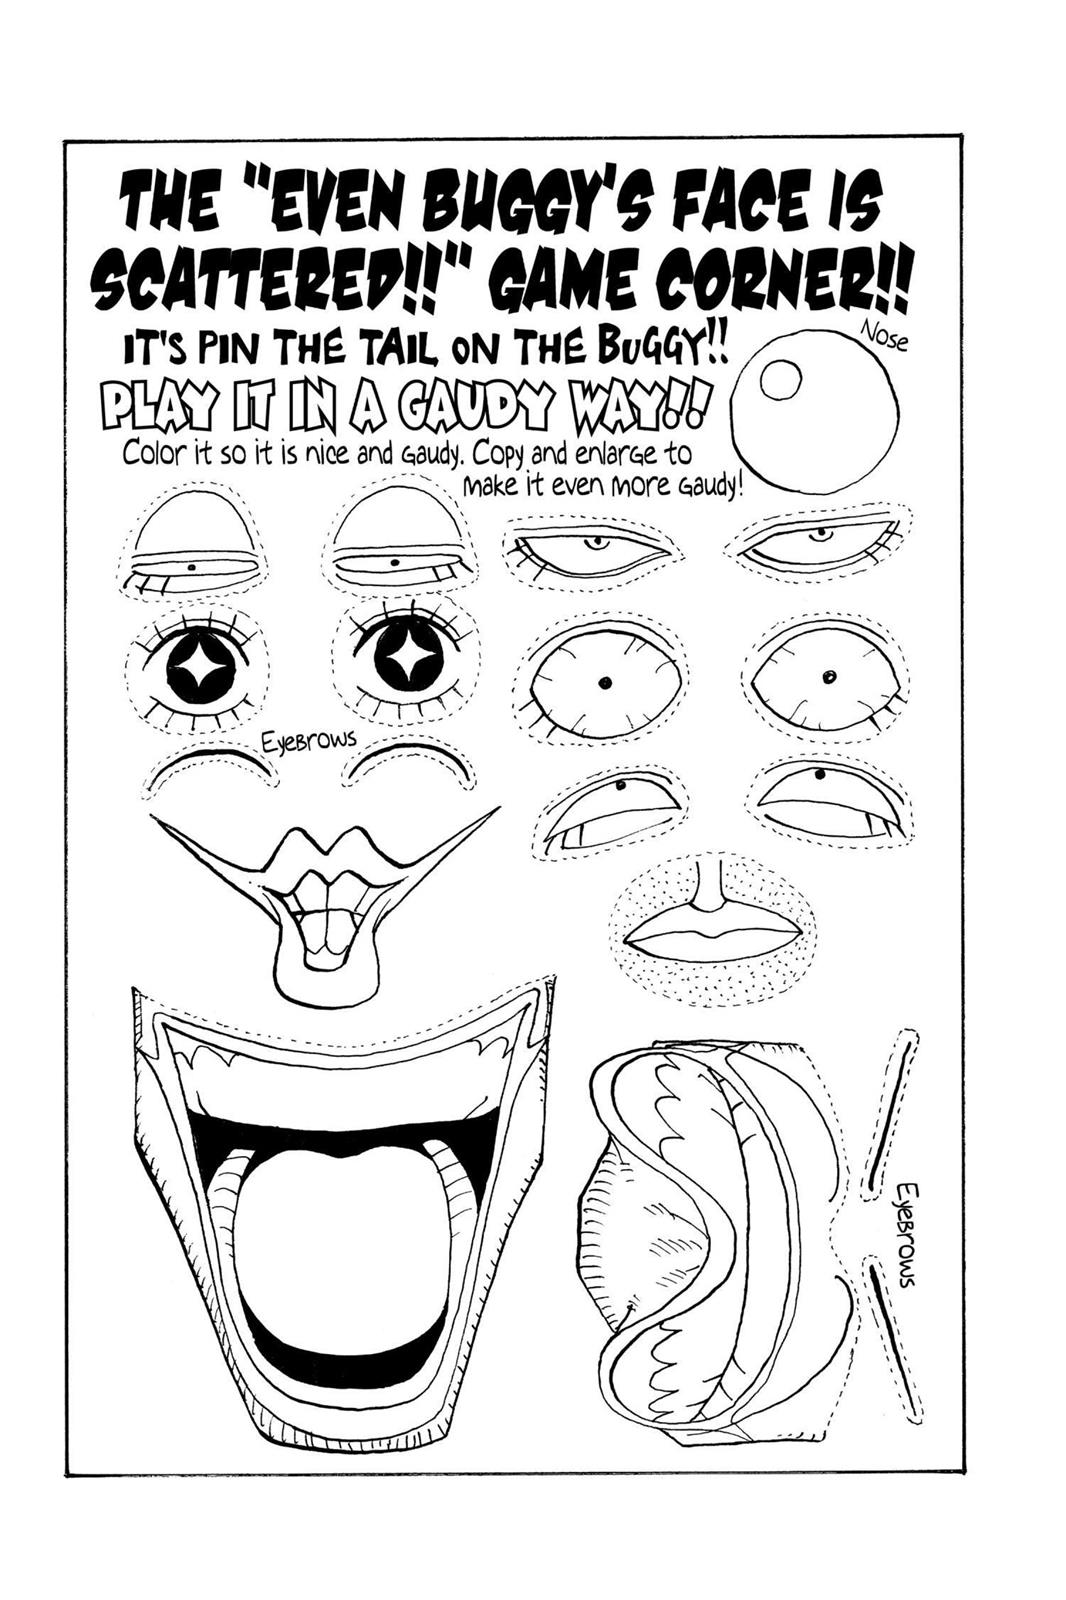 THE "EVEN BUGGY'S FACE IS
SCATTERED!!" GAME CORNER!!
IT'S PIN THE TAIL ON THE BUGGY!!
PLAY IT IN A GAUDY WAY!!
Nose
Color it so it is nice and gaudy. Copy and enlarge to
make it even more gaudy!
Eyebrows
Eyebrows